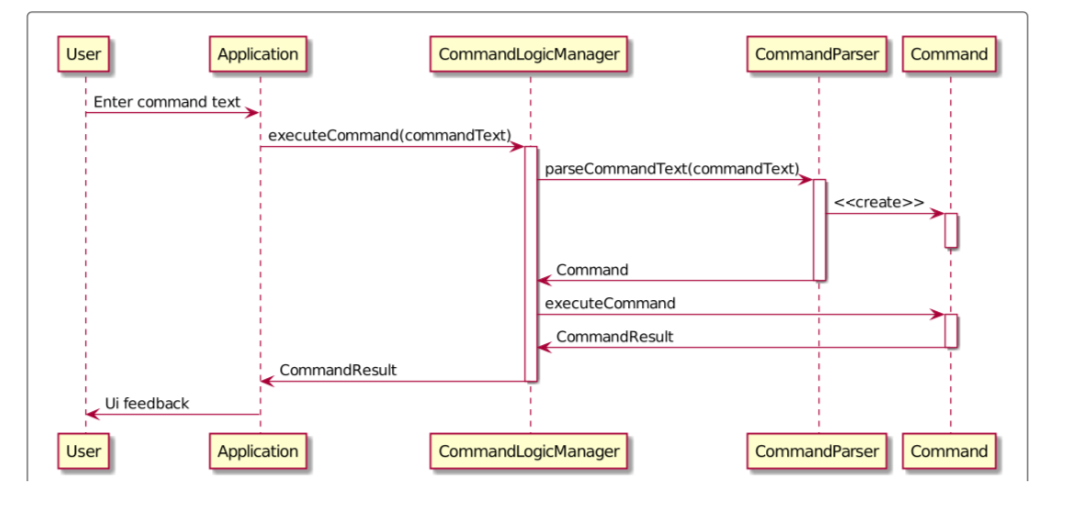 User Application CommandLogicManager CommandParser Command
Enter command text
executeCommand(commandText)
parseCommandText(commandText)
<<create>>
Command
executeCommand
CommandResult
CommandResult
Ui feedback
User Application CommandLogicManager CommandParser Command